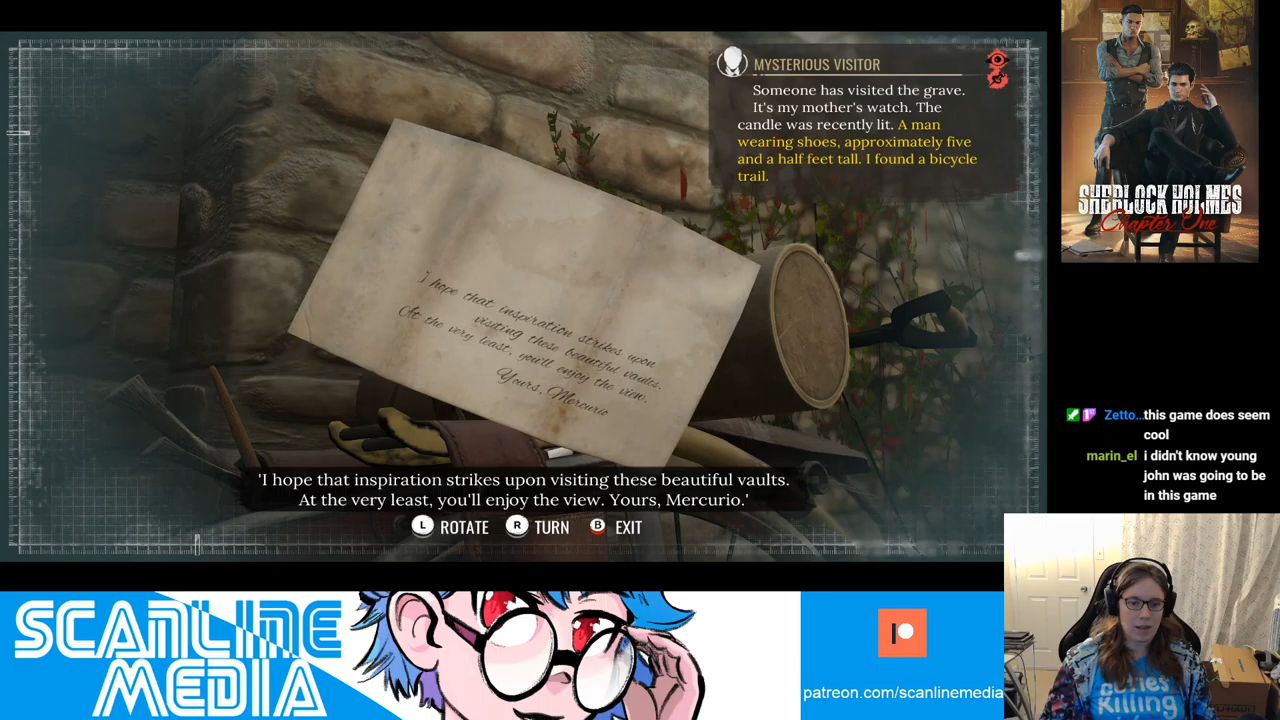 MYSTERIOUS VISITOR
Someone has visited the grave.
It's my mother's watch. The
candle was recently lit. A man
wearing shoes, approximately five
and a half feet tall. I found a bicycle
trail.
I hope that inspiration strikes upon
visiting these beautiful vaults.
At the very least, you'll enjoy the view.
Yours, Mercurio
'I hope that inspiration strikes upon visiting these beautiful vaults.
At the very least, you'll enjoy the view. Yours, Mercurio.'
L ROTATE R TURN B EXIT
SHERLOCK HOLMES
Chapter One
Zetto... this game does seem
cool
marin_el i didn't know young
john was going to be
in this game
SCANLINE
MEDIA
patreon.com/scanlinemedia
Killing